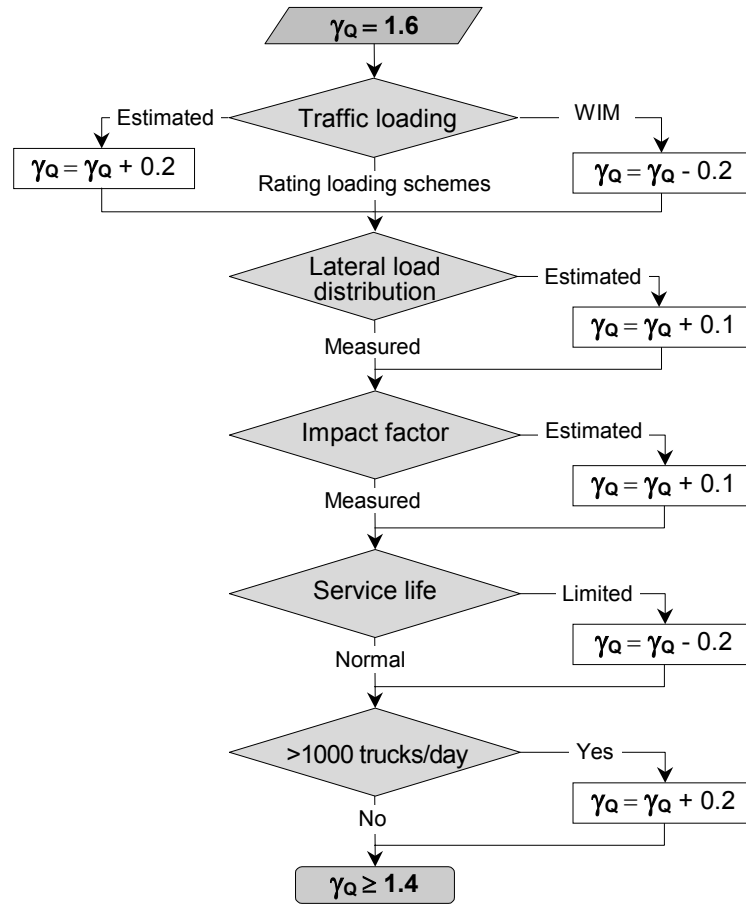 γQ = 1.6
Traffic loading
Estimated
WIM
γQ = γQ + 0.2
Rating loading schemes
γQ = γQ - 0.2
Lateral load
distribution
Estimated
γQ = γQ + 0.1
Measured
Impact factor
Estimated
γQ = γQ + 0.1
Measured
Service life
Limited
γQ = γQ - 0.2
Normal
>1000 trucks/day
Yes
γQ = γQ + 0.2
No
γQ ≥ 1.4